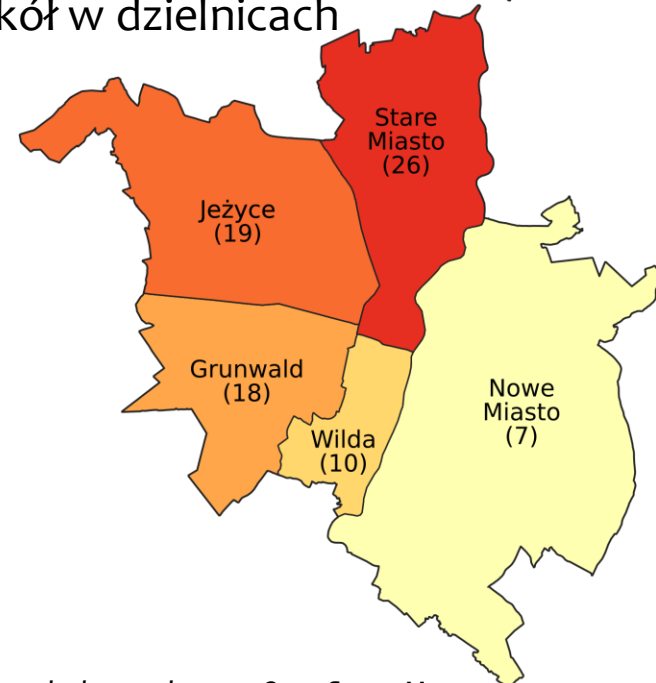 kół w dzielnicach
Stare
Miasto
(26)
Jeżyce
(19)
Grunwald
(18)
Nowe
Miasto
(7)
Wilda
(10)